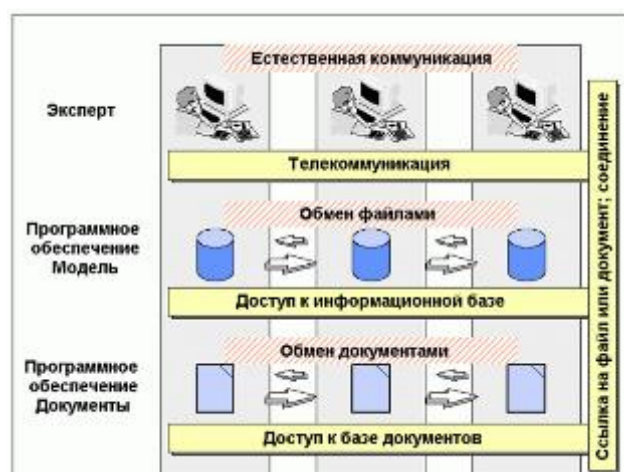 Естественная коммуникация
Эксперт
Телекоммуникация
Обмен файлами
Программное
обеспечение
Модель
Доступ к информационной базе
Обмен документами
Программное
обеспечение
Документы
Доступ к базе документов
Ссылка на файл или документ; соединение